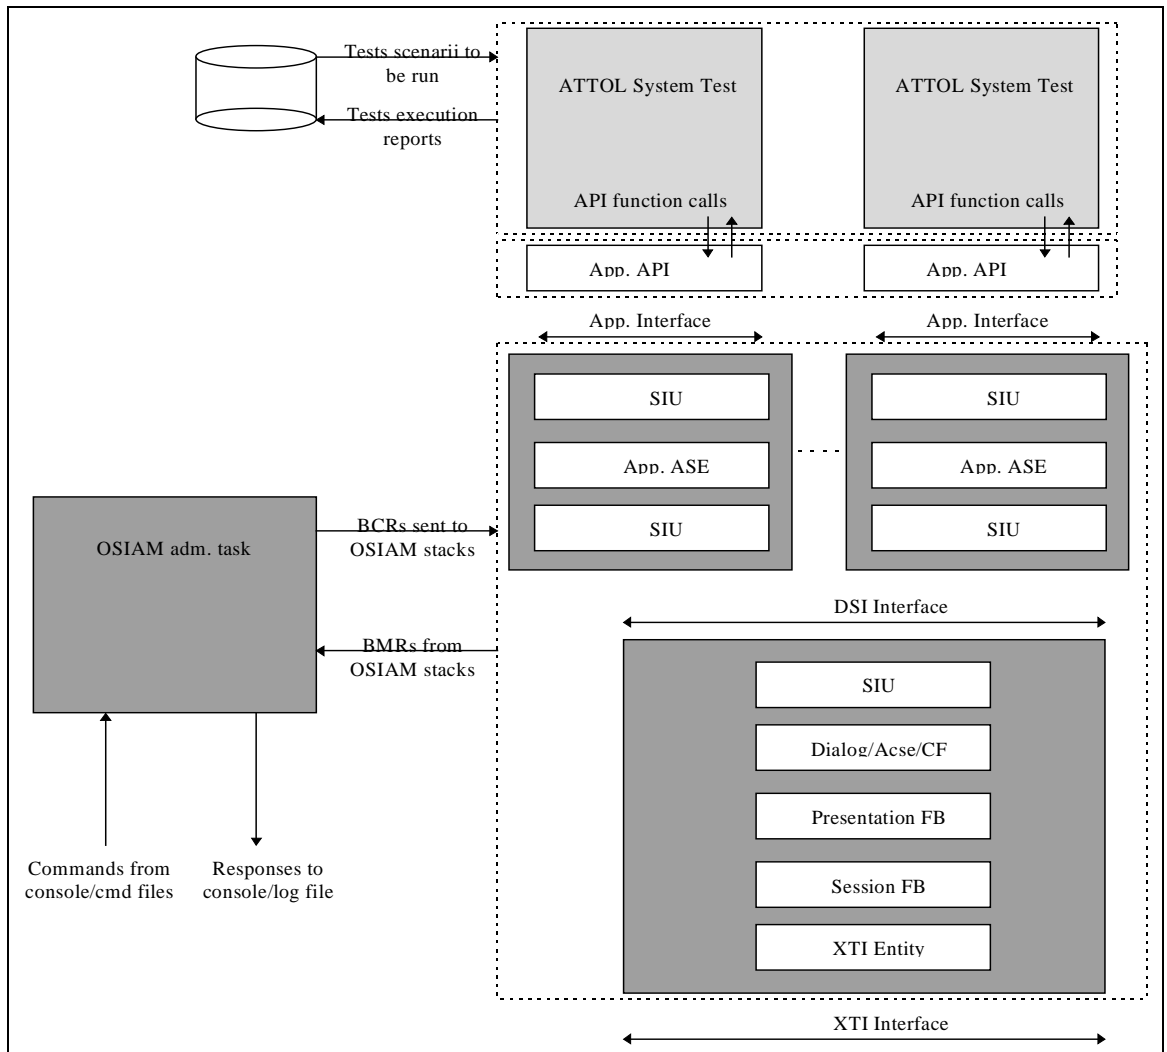 Tests scenarii to
be run
Tests execution
reports
ATTOL System Test
ATTOL System Test
API function calls
API function calls
App. API
App. API
App. Interface
App. Interface
SIU
SIU
App. ASE
App. ASE
SIU
SIU
OSIAM adm. task
BCRs sent to
OSIAM stacks
BMRs from
OSIAM stacks
DSI Interface
SIU
Dialog/Acse/CF
Presentation FB
Session FB
XTI Entity
Commands from
console/cmd files
Responses to
console/log file
XTI Interface